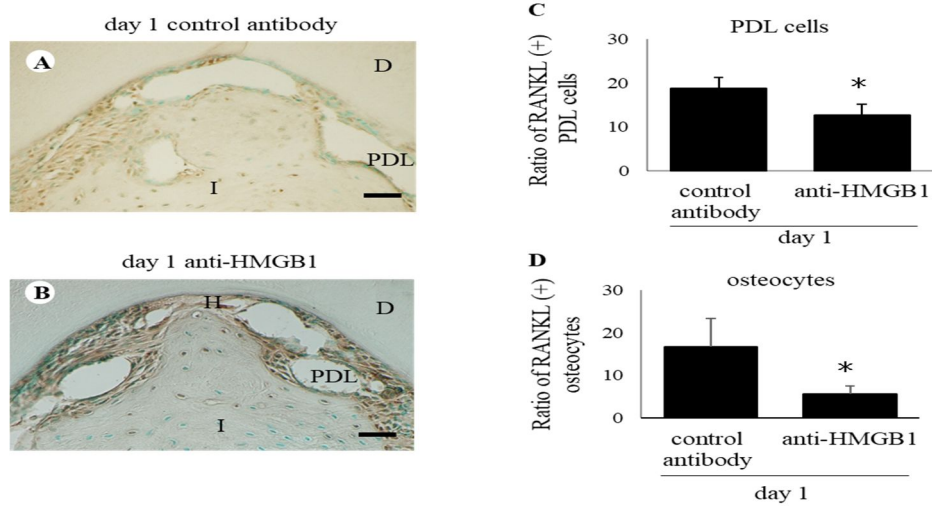 day 1 control antibody
A
D
PDL
I
day 1 anti-HMGB1
B
H
D
PDL
I
C
PDL cells
Ratio of RANKL (+)
PDL cells
30
20
10
0
*
control
antibody
anti-HMGB1
day 1
D
osteocytes
Ratio of RANKL (+)
osteocytes
30
20
10
0
*
control
antibody
anti-HMGB1
day 1